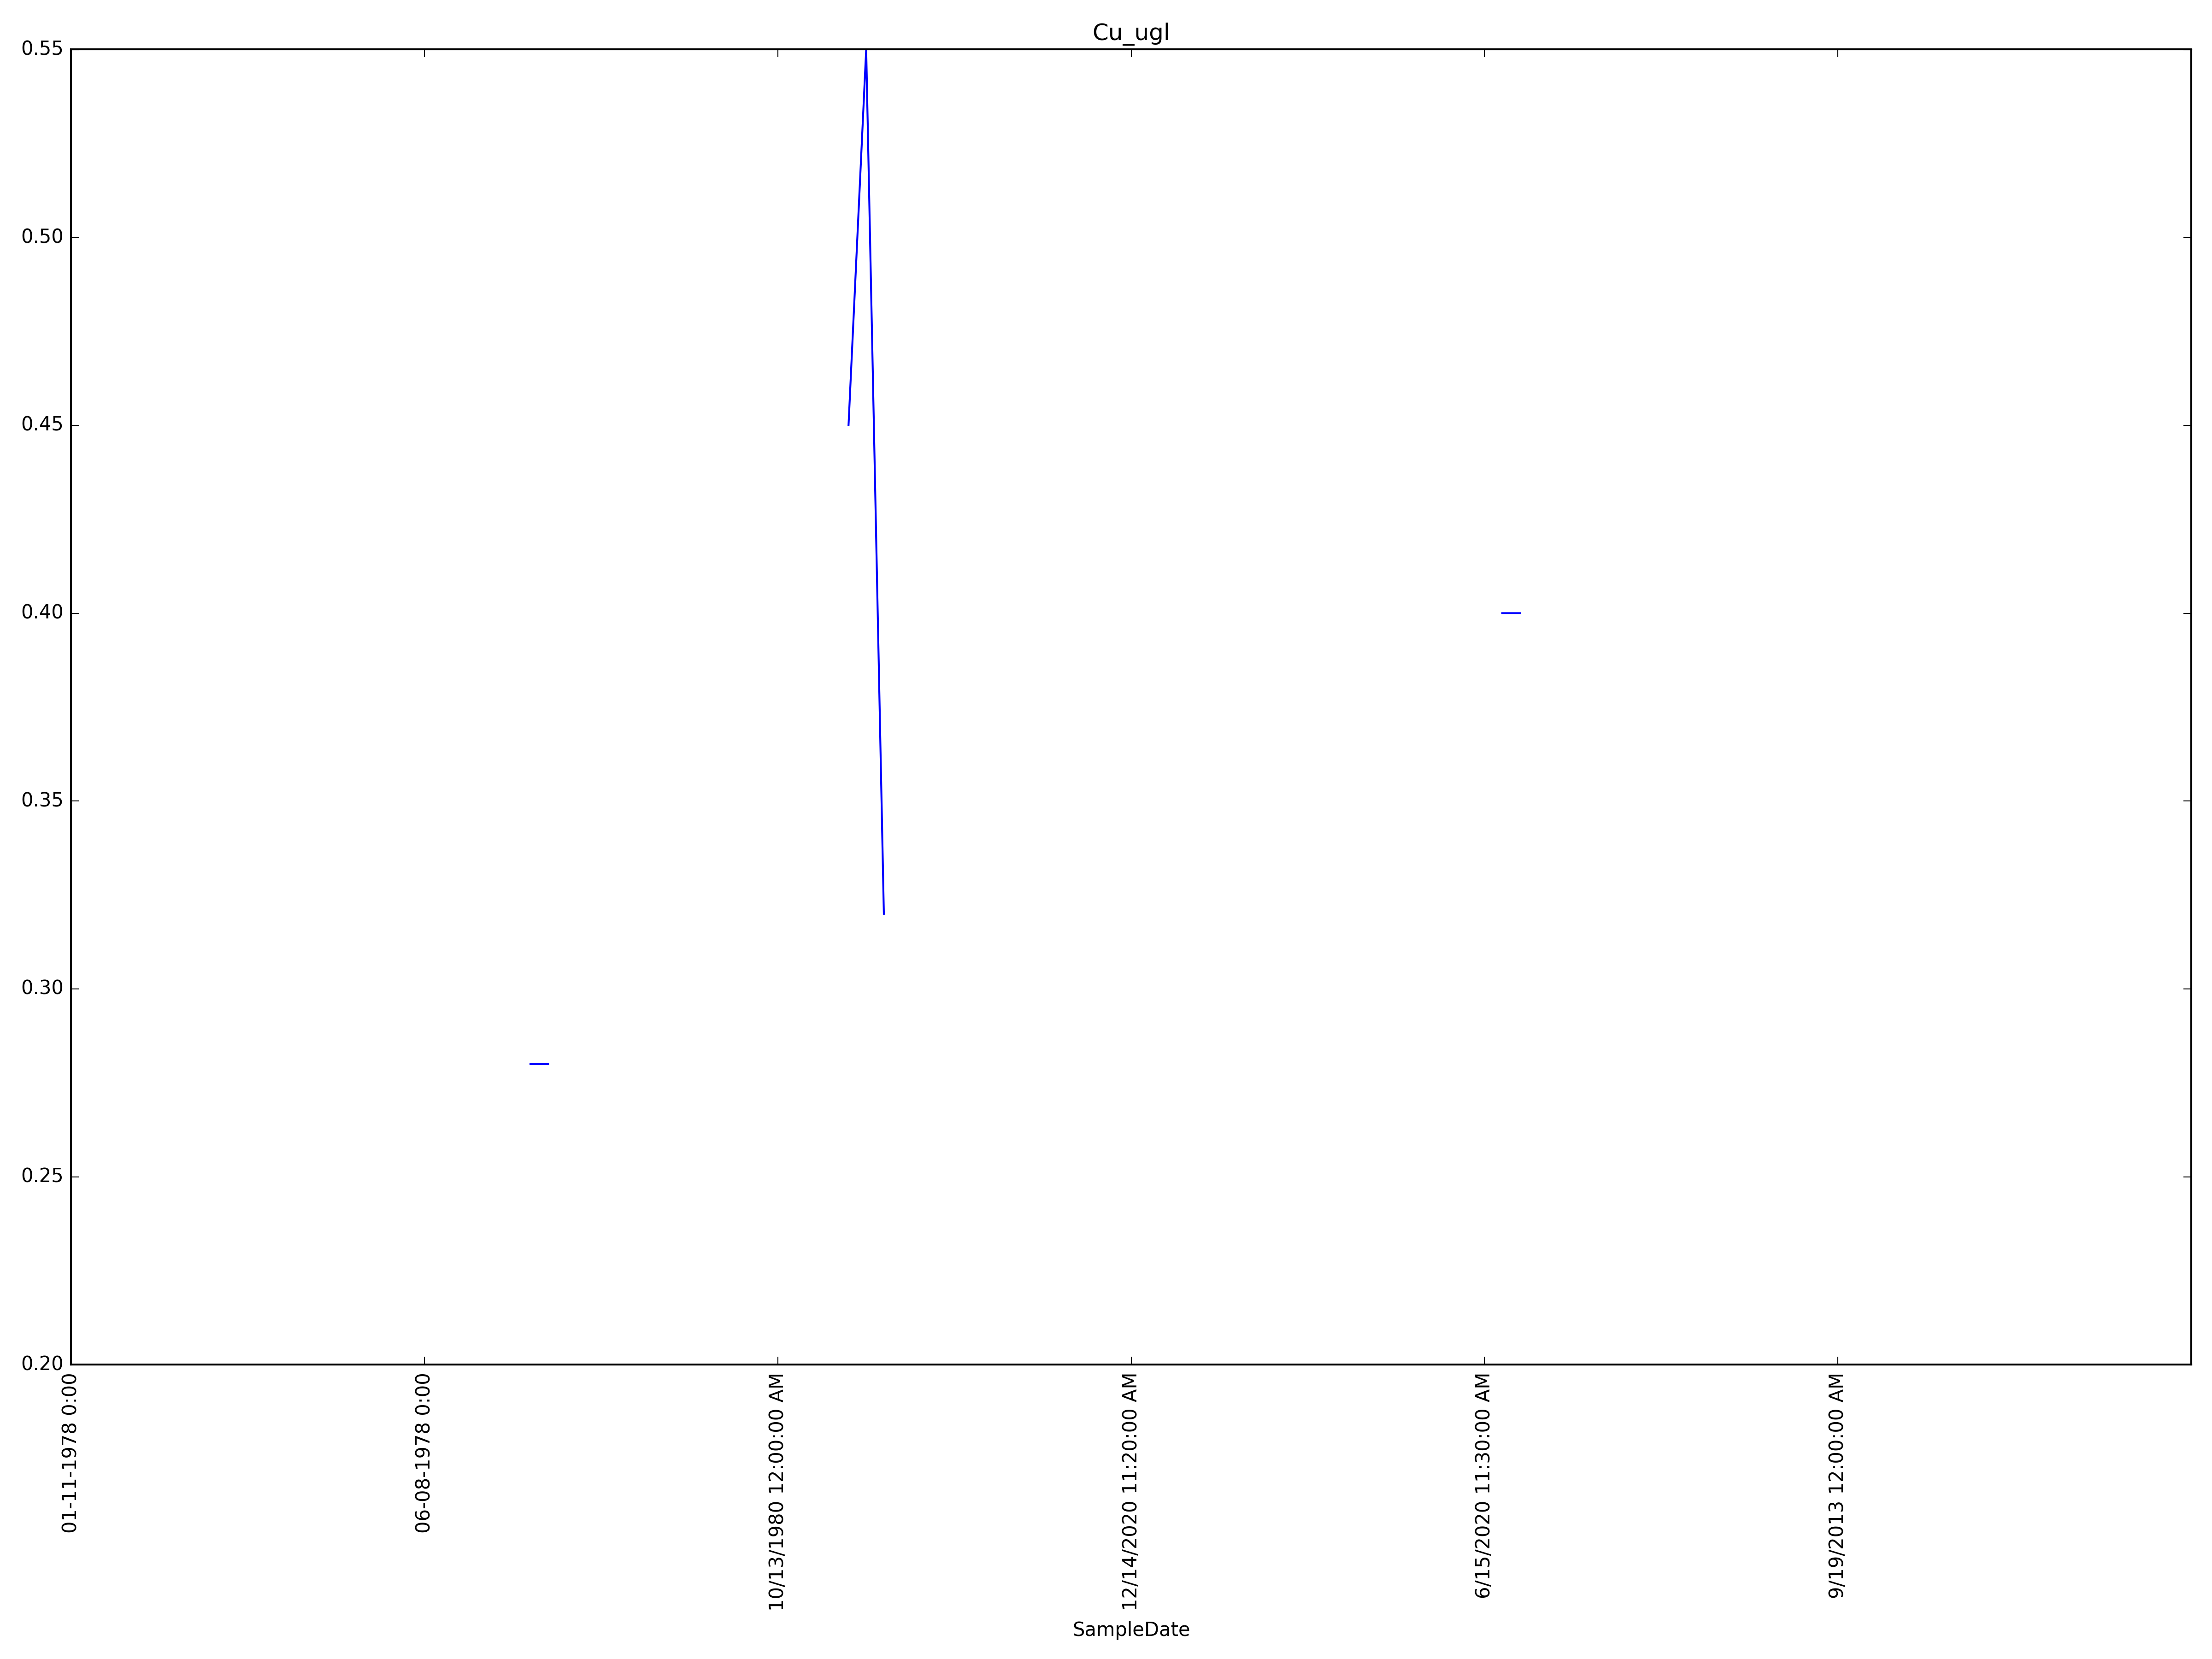 Cu_ugl
0.55
0.50
0.45
0.40
0.35
0.30
0.25
0.20
01-11-1978 0:00
06-08-1978 0:00
10/13/1980 12:00:00 AM
12/14/2020 11:20:00 AM
6/15/2020 11:30:00 AM
9/19/2013 12:00:00 AM
SampleDate